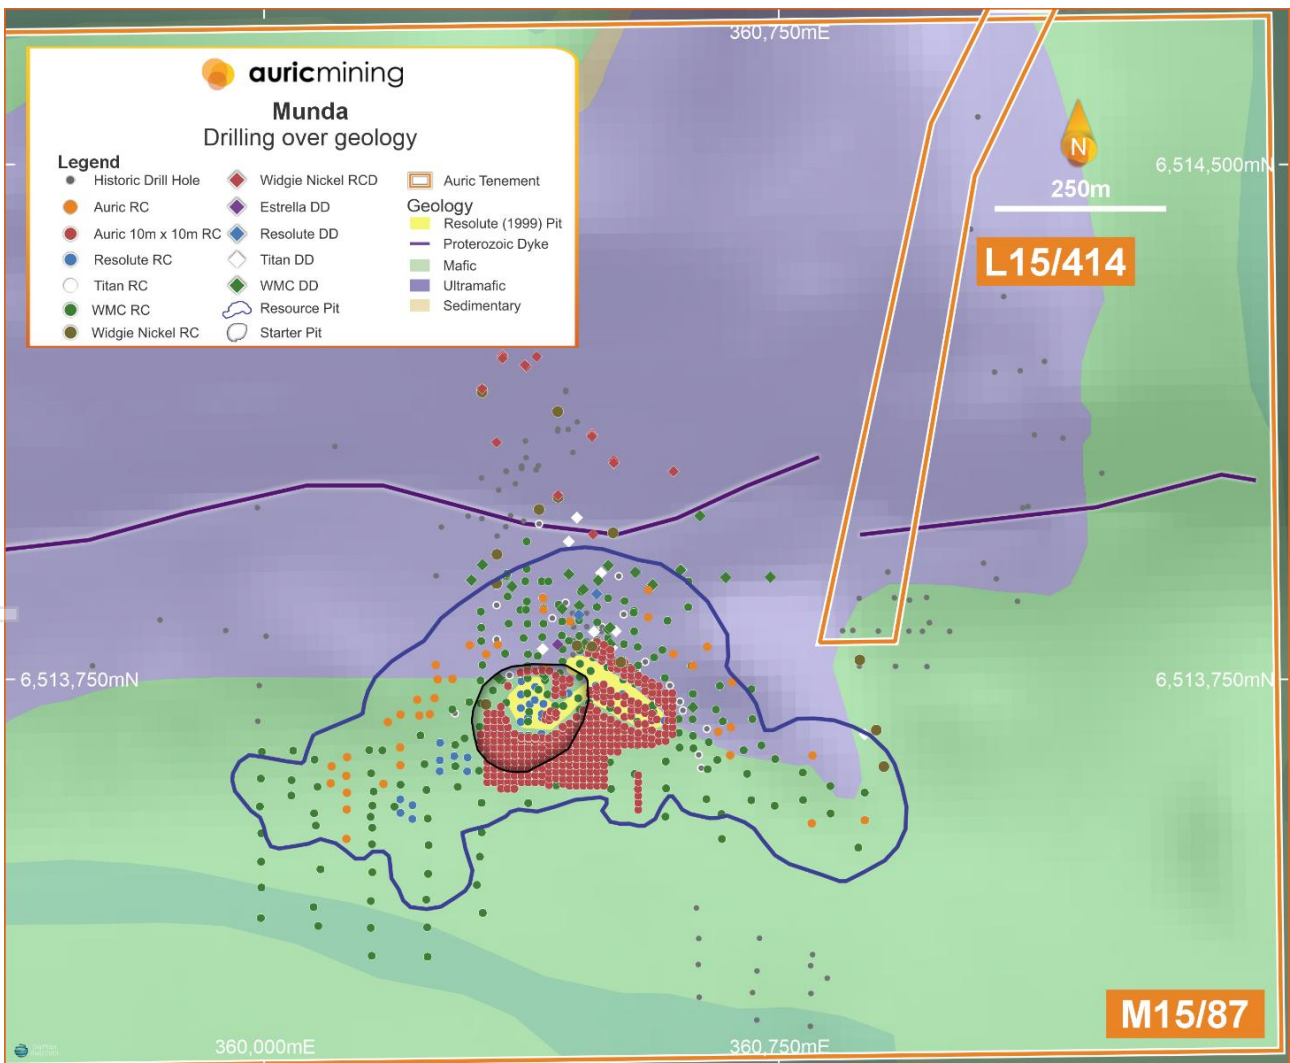 360,750mE
auricmining
Munda
Drilling over geology
Legend
Historic Drill Hole
Auric RC
Auric 10m x 10m RC
Resolute RC
Titan RC
WMC RC
Widgie Nickel RC
Widgie Nickel RCD
Estrella DD
Resolute DD
Titan DD
WMC DD
Resource Pit
Starter Pit
Auric Tenement
Geology
Resolute (1999) Pit
Proterozoic Dyke
Mafic
Ultramafic
Sedimentary
N
6,514,500mN
250m
L15/414
6,513,750mN
6,513,750mN
M15/87
360,000mE
360,750mE